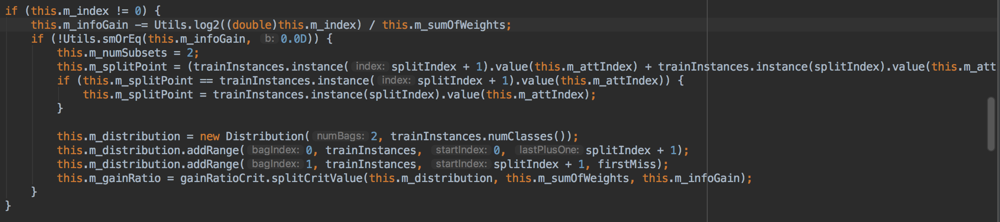 if (this.m_index != 0) {
    this.m_infoGain -= Utils.log2((double)this.m_index) / this.m_sumOfWeights;
    if (!Utils.smOrEq(this.m_infoGain, b: 0.0D)) {
        this.m_numSubsets = 2;
        this.m_splitPoint = (trainInstances.instance( index: splitIndex + 1).value(this.m_attIndex) + trainInstances.instance(splitIndex).value(this.m_att
        if (this.m_splitPoint == trainInstances.instance( index: splitIndex + 1).value(this.m_attIndex)) {
            this.m_splitPoint = trainInstances.instance(splitIndex).value(this.m_attIndex);
        }
        this.m_distribution = new Distribution( numBags: 2, trainInstances.numClasses());
        this.m_distribution.addRange( bagIndex: 0, trainInstances, startIndex: 0, lastPlusOne: splitIndex + 1);
        this.m_distribution.addRange( bagIndex: 1, trainInstances, startIndex: splitIndex + 1, firstMiss);
        this.m_gainRatio = gainRatioCrit.splitCritValue(this.m_distribution, this.m_sumOfWeights, this.m_infoGain);
    }
}